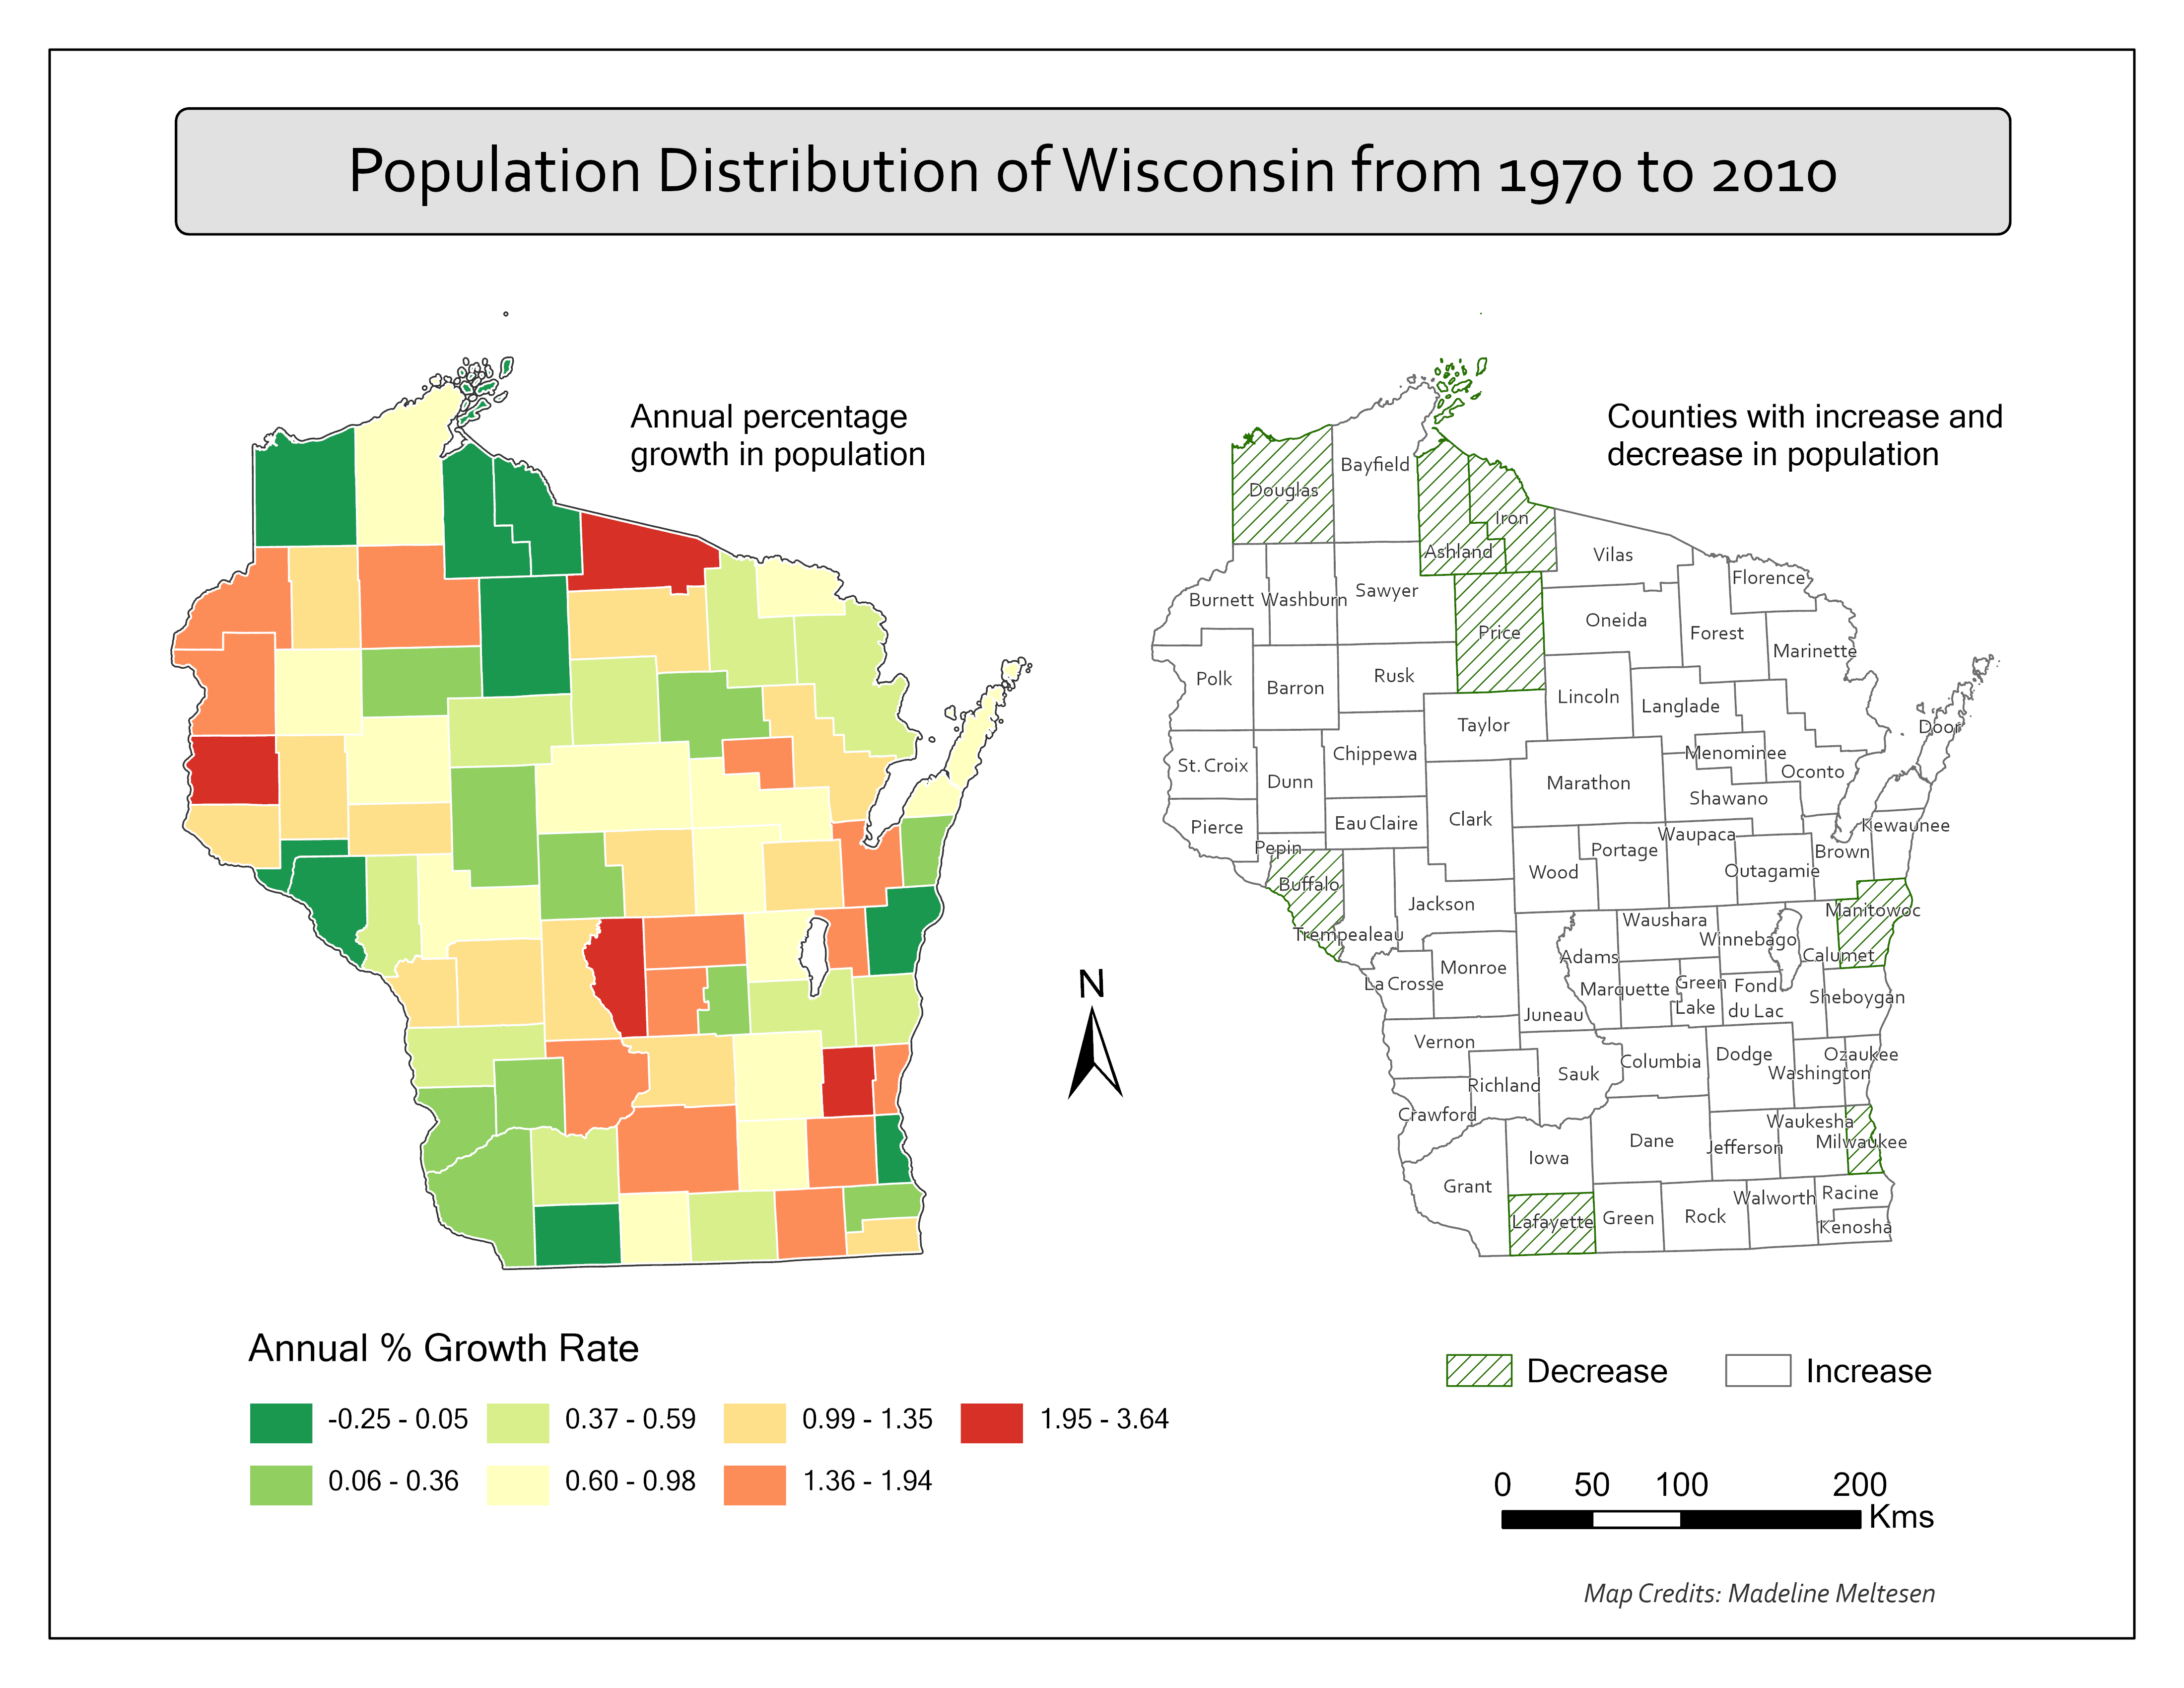 Population Distribution of Wisconsin from 1970 to 2010
Annual percentage
growth in population
Counties with increase and
decrease in population
Bayfield
Douglas
Iron
Ashland
Vilas
Florence
Burnett
Washburn
Sawyer
Oneida
Price
Forest
Marinette
Polk
Barron
Rusk
Lincoln
Langlade
Taylor
Door
Menominee
St. Croix
Chippewa
Oconto
Dunn
Marathon
Shawano
Pierce
Eau Claire
Clark
Kewaunee
Waupaca
Pepin
Portage
Brown
Wood
Outagamie
Buffalo
Jackson
Manitowoc
Waushara
Trempealeau
Winnebago
Adams
Calumet
Monroe
La Crosse
Marquette
Green
Lake
Fond
du Lac
Sheboygan
Juneau
Vernon
Columbia
Dodge
Ozaukee
Sauk
Washington
Richland
Crawford
Waukesha
Dane
Milwaukee
Jefferson
Iowa
Grant
Walworth
Racine
Lafayette
Green
Rock
Kenosha
N
Annual % Growth Rate
-0.25 - 0.05
0.37 - 0.59
0.99 - 1.35
1.95 - 3.64
0.06 - 0.36
0.60 - 0.98
1.36 - 1.94
Decrease
Increase
0 50 100 200
Kms
Map Credits: Madeline Meltesen